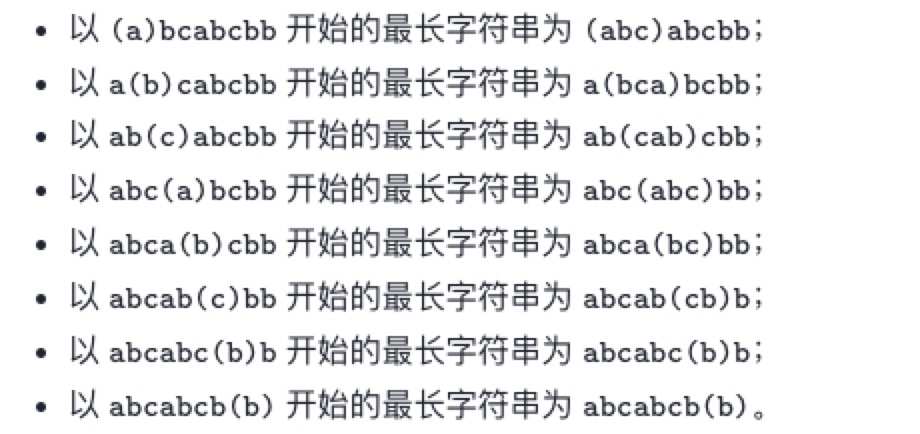 • 以 (a)bcabcbb 开始的最长字符串为 (abc)abcbb；
• 以 a(b)cabcbb 开始的最长字符串为 a(bca)bcbb；
• 以 ab(c)abcbb 开始的最长字符串为 ab(cab)cbb；
• 以 abc(a)bcbb 开始的最长字符串为 abc(abc)bb；
• 以 abca(b)cbb 开始的最长字符串为 abca(bc)bb；
• 以 abcab(c)bb 开始的最长字符串为 abcab(cb)b；
• 以 abcabc(b)b 开始的最长字符串为 abcabc(b)b；
• 以 abcabcb(b) 开始的最长字符串为 abcabcb(b)。